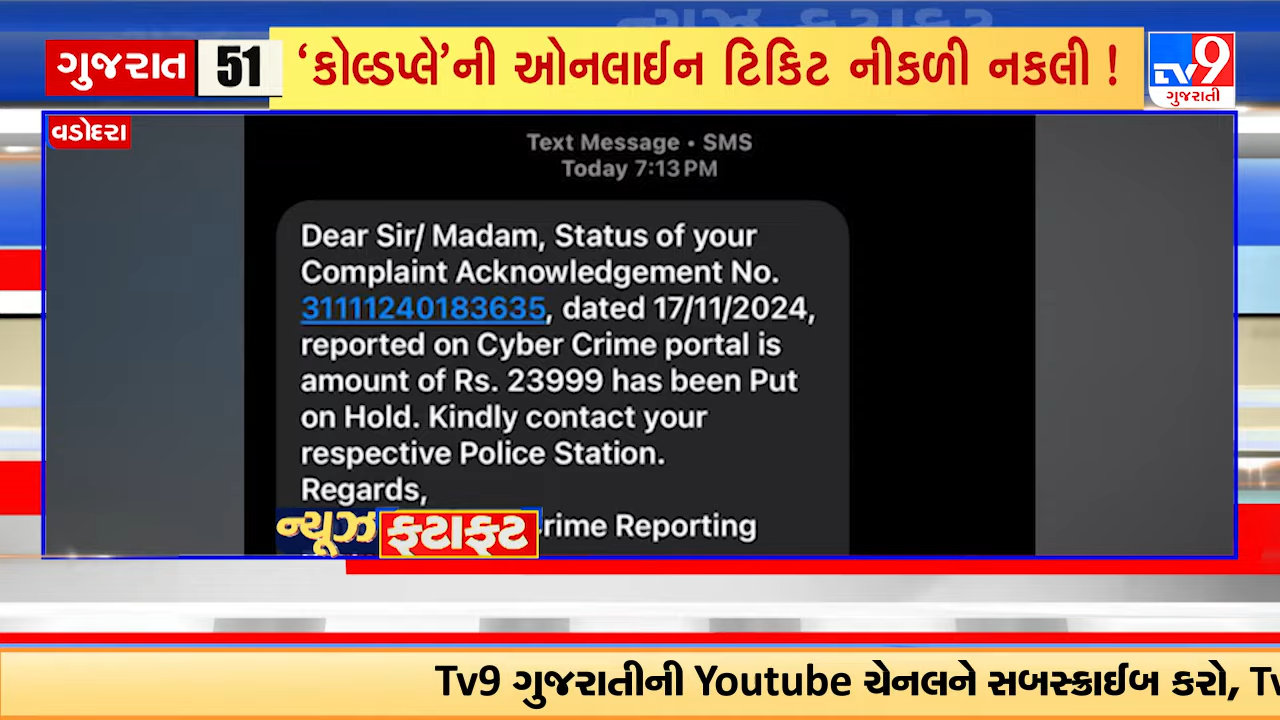 ન્યૂઝ ફટાફટ
ગુજરાત 51 ‘કોલ્ડપ્લે’ની ઓનલાઈન ટિકિટ નીકળી નકલી !
TV9
ગુજરાતી
વડોદરા
Text Message • SMS
Today 7:13 PM
Dear Sir/ Madam, Status of your
Complaint Acknowledgement No.
31111240183635, dated 17/11/2024,
reported on Cyber Crime portal is
amount of Rs. 23999 has been Put
on Hold. Kindly contact your
respective Police Station.
Regards,
ન્યૂઝ ફટાફટ rime Reporting
Tv9 ગુજરાતીની Youtube ચેનલને સબસ્ક્રાઈબ કરો, Tv